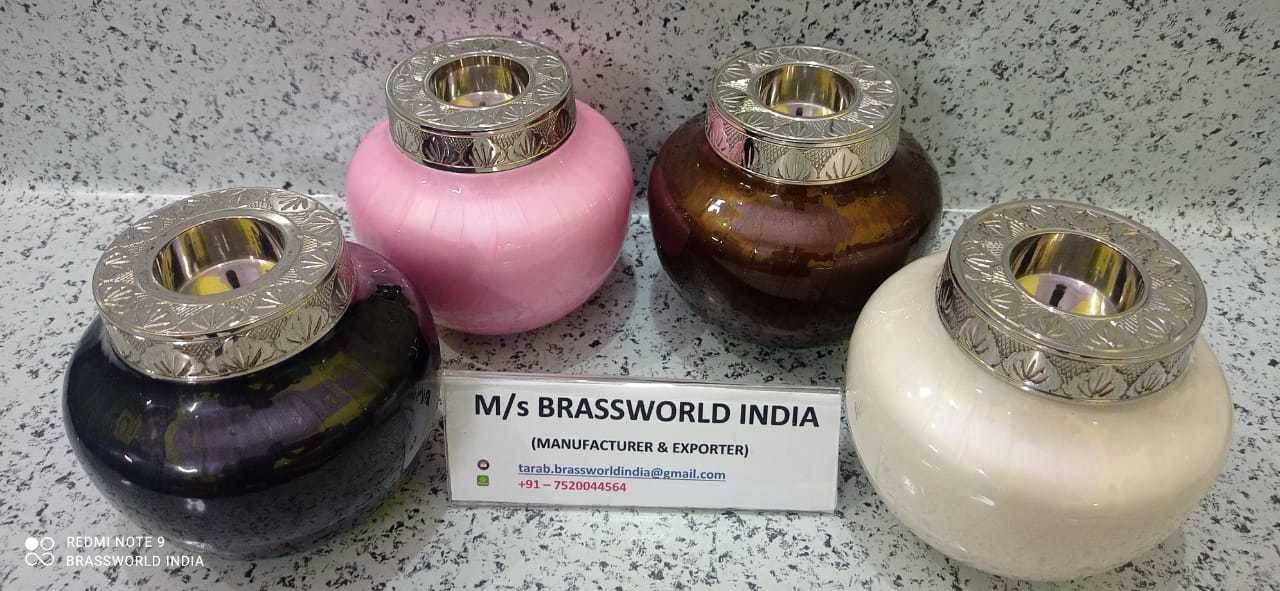 M/s BRASSWORLD INDIA
(MANUFACTURER & EXPORTER)
tarab.brassworldindia@gmail.com
+91 – 7520044564
REDMI NOTE 9
BRASSWORLD INDIA